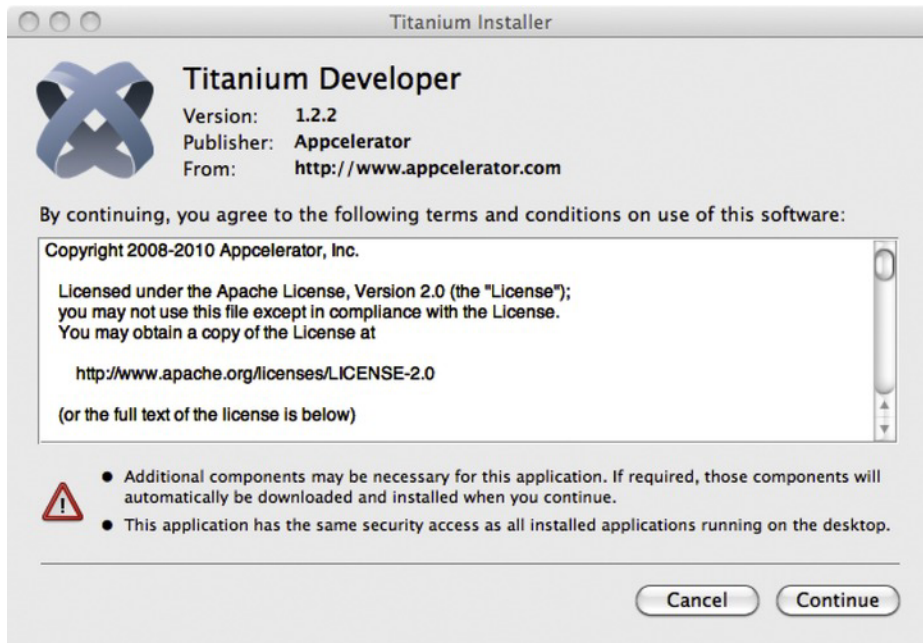 Titanium Installer
Titanium Developer
Version: 1.2.2
Publisher: Appcelerator
From: http://www.appcelerator.com
By continuing, you agree to the following terms and conditions on use of this software:
Copyright 2008-2010 Appcelerator, Inc.
Licensed under the Apache License, Version 2.0 (the "License");
you may not use this file except in compliance with the License.
You may obtain a copy of the License at
http://www.apache.org/licenses/LICENSE-2.0
(or the full text of the license is below)
• Additional components may be necessary for this application. If required, those components will
automatically be downloaded and installed when you continue.
• This application has the same security access as all installed applications running on the desktop.
Cancel Continue